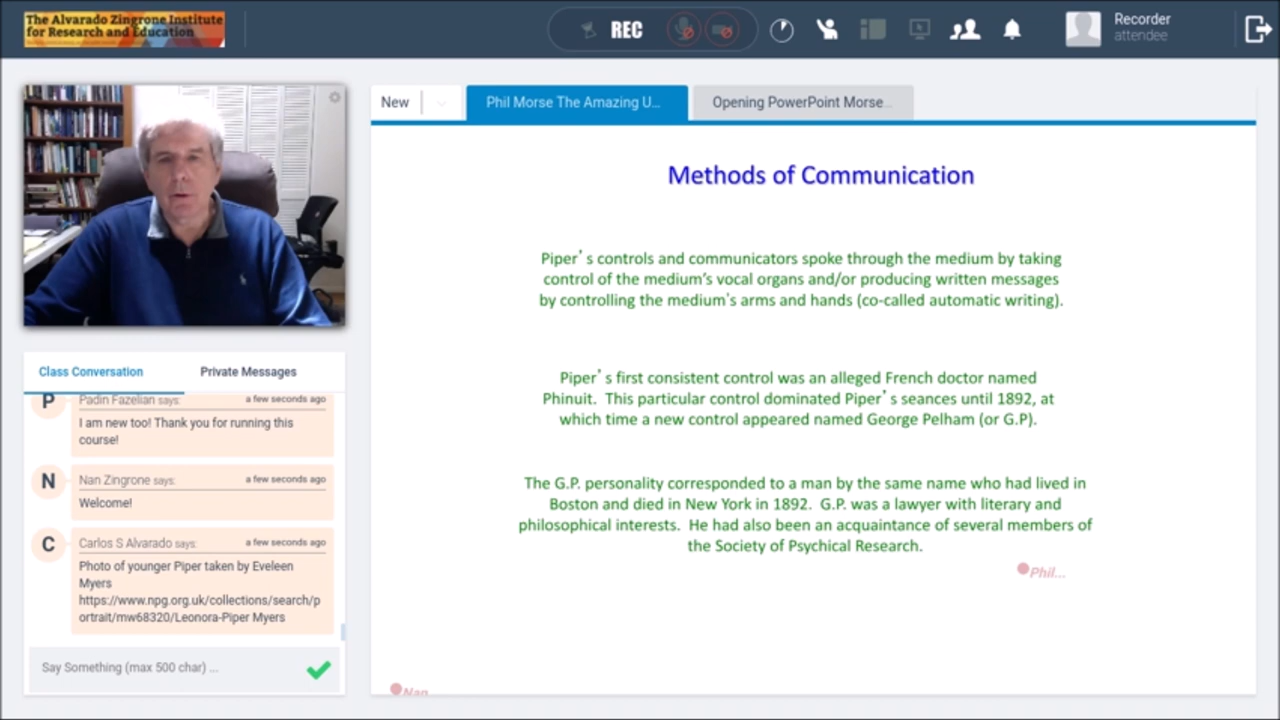 The Alvarado Zingrone Institute
for Research and Education
REC
Recorder
attendee
New
Phil Morse The Amazing U...
Opening PowerPoint Morse...
Methods of Communication
Piper's controls and communicators spoke through the medium by taking
control of the medium's vocal organs and/or producing written messages
by controlling the medium's arms and hands (co-called automatic writing).
Piper's first consistent control was an alleged French doctor named
Phinuit. This particular control dominated Piper's seances until 1892, at
which time a new control appeared named George Pelham (or G.P).
The G.P. personality corresponded to a man by the same name who had lived in
Boston and died in New York in 1892. G.P. was a lawyer with literary and
philosophical interests. He had also been an acquaintance of several members of
the Society of Psychical Research.
Phil...
Nan
Class Conversation
Private Messages
P
Padin Fazelian says:
a few seconds ago
I am new too! Thank you for running this
course!
N
Nan Zingrone says:
a few seconds ago
Welcome!
C
Carlos S Alvarado says:
a few seconds ago
Photo of younger Piper taken by Eveleen
Myers
https://www.npg.org.uk/collections/search/p
ortrait/mw68320/Leonora-Piper Myers
Say Something (max 500 char) ...